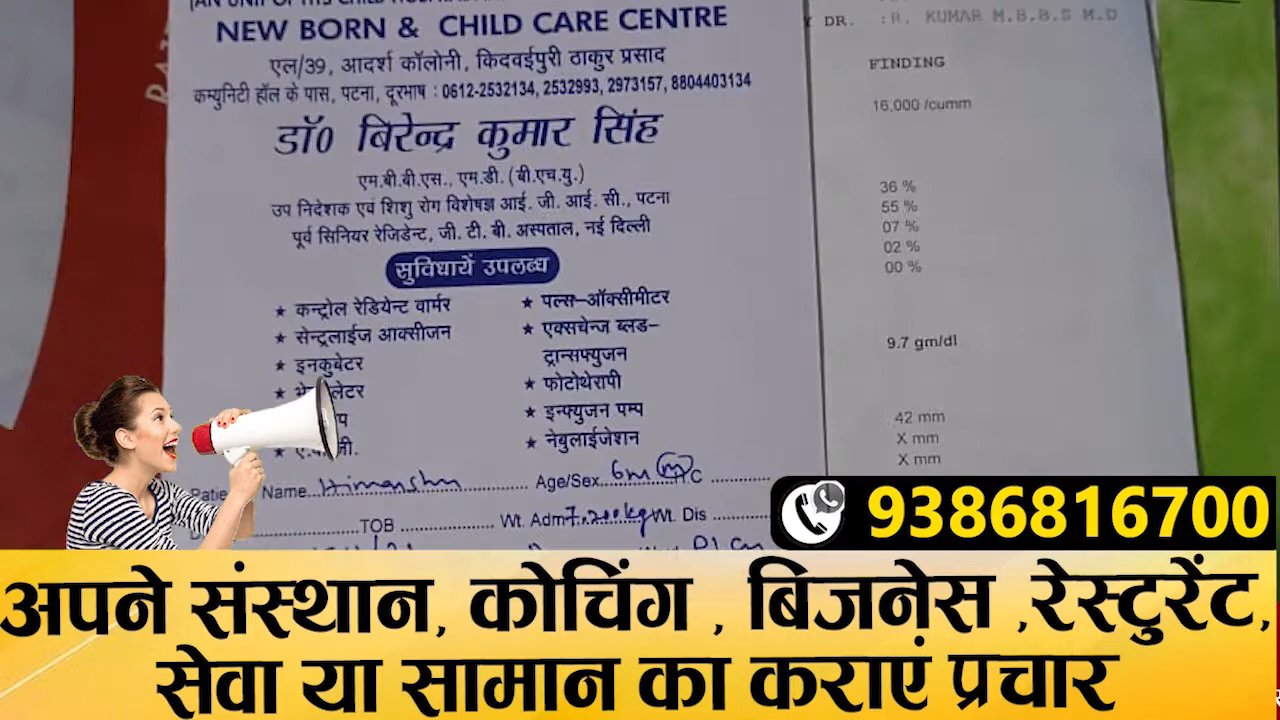 NEW BORN & CHILD CARE CENTRE
एल/39, आदर्श कॉलोनी, किदवईपुरी ठाकुर प्रसाद
कम्युनिटी हॉल के पास, पटना, दूरभाष : 0612-2532134, 2532993, 2973157, 8804403134
डॉ0 बिरेन्द्र कुमार सिंह
एम.बी.बी.एस., एम.डी. (बी.एच.यु.)
उप निदेशक एवं शिशु रोग विशेषज्ञ आई. जी. आई. सी., पटना
पूर्व सिनियर रेजिडेन्ट, जी. टी. बी. अस्पताल, नई दिल्ली
सुविधायें उपलब्ध
★ कन्ट्रोल रेडियेन्ट वार्मर
★ सेन्ट्रलाईज आक्सीजन
★ इनकुबेटर
★ पल्स-ऑक्सीमीटर
★ एक्सचेन्ज ब्लड-
ट्रान्सफ्युजन
★ फोटोथेरापी
★ इन्फ्युजन पम्प
★ नेबुलाईजेशन
Name Himanshu Age/Sex 6m
TOB Wt. Adm 7.200kg Wt. Dis
DR. : R. KUMAR M.B.B.S M.D
FINDING
16,000 /cumm
36 %
55 %
07 %
02 %
00 %
9.7 gm/dl
42 mm
X mm
X mm
9386816700
अपने संस्थान, कोचिंग , बिजनेस ,रेस्टुरेंट,
सेवा या सामान का कराएं प्रचार